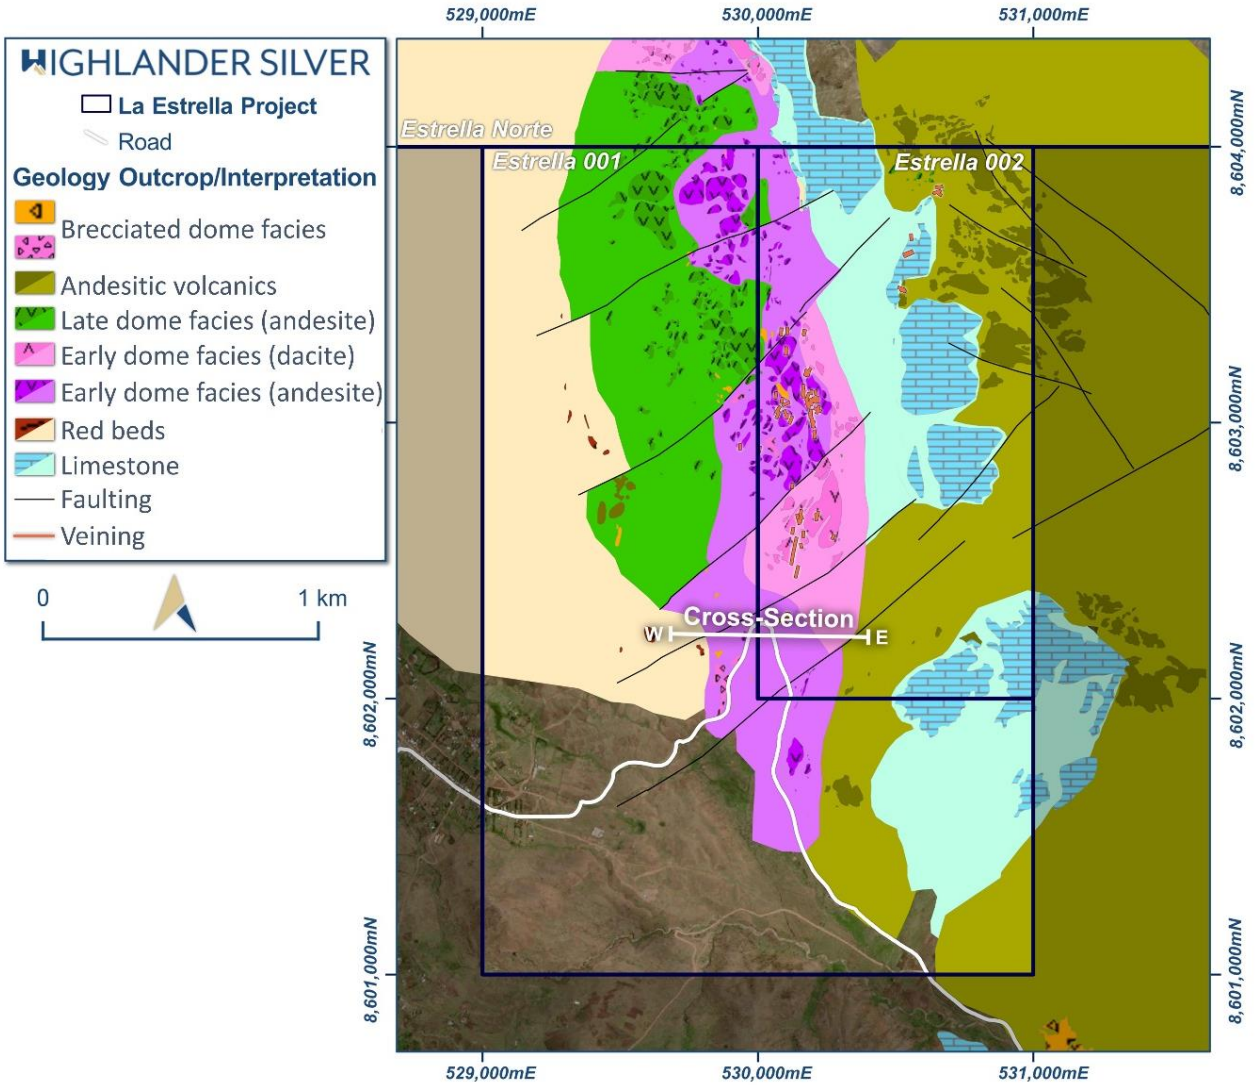 529,000mE
530,000mE
531,000mE
HIGHLANDER SILVER
La Estrella Project
Road
Geology Outcrop/Interpretation
Brecciated dome facies
Andesitic volcanics
Late dome facies (andesite)
Early dome facies (dacite)
Early dome facies (andesite)
Red beds
Limestone
Faulting
Veining
0
1 km
Estrella Norte
Estrella 001
Estrella 002
Cross-Section
W
E
8,604,000mN
8,603,000mN
8,602,000mN
8,602,000mN
8,601,000mN
8,601,000mN
529,000mE
530,000mE
531,000mE